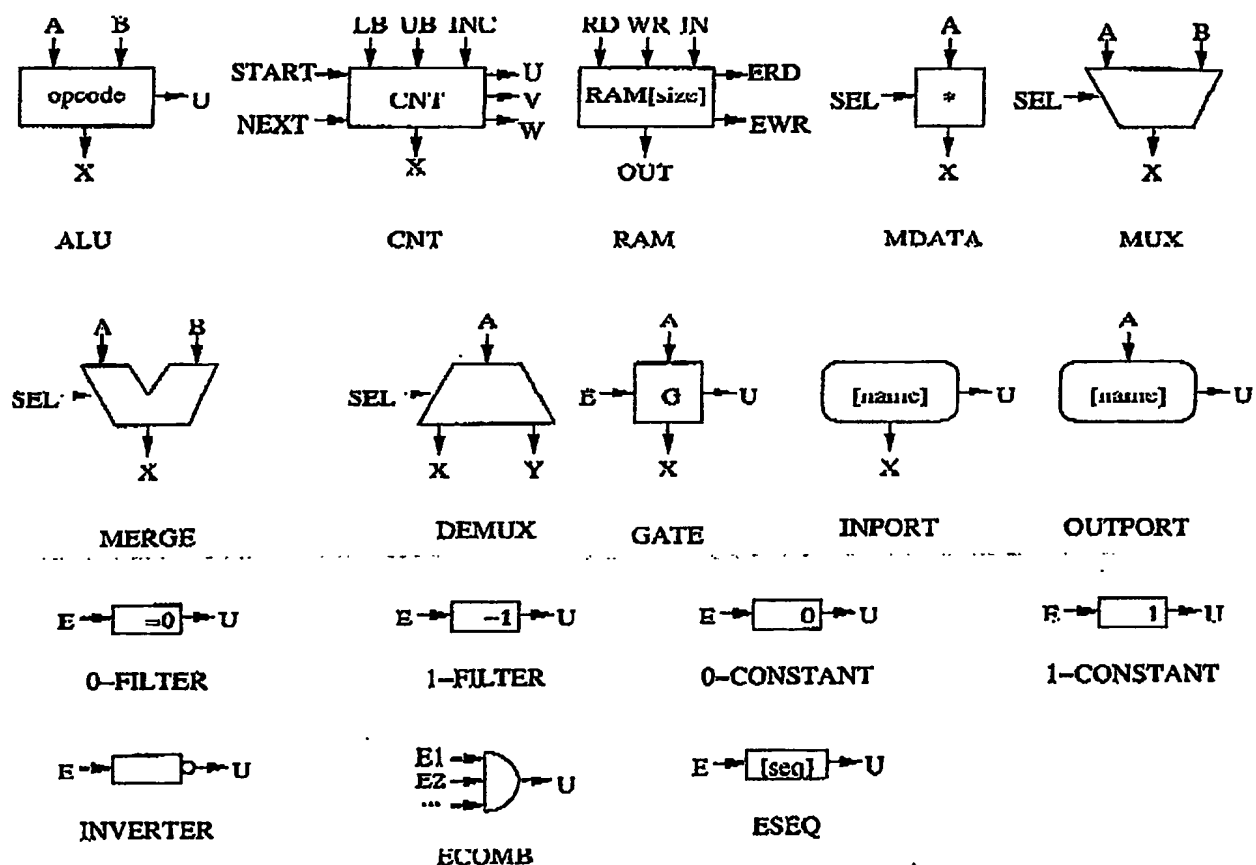 A B LB UB INC RD WR IN A A B
opcode U START CNT U V W NEXT RAM[size] ERD EWR SEL * SEL
X X OUT X X
ALU CNT RAM MDATA MUX
A B A A A
SEL SEL E G U [name] U [name] U
X X Y X X
MERGE DEMUX GATE INPORT OUTPORT
E =0 U E -1 U E 0 U E 1 U
0-FILTER 1-FILTER 0-CONSTANT 1-CONSTANT
E U E1 E2 ... U E [seq] U
INVERTER ECOMB ESEQ